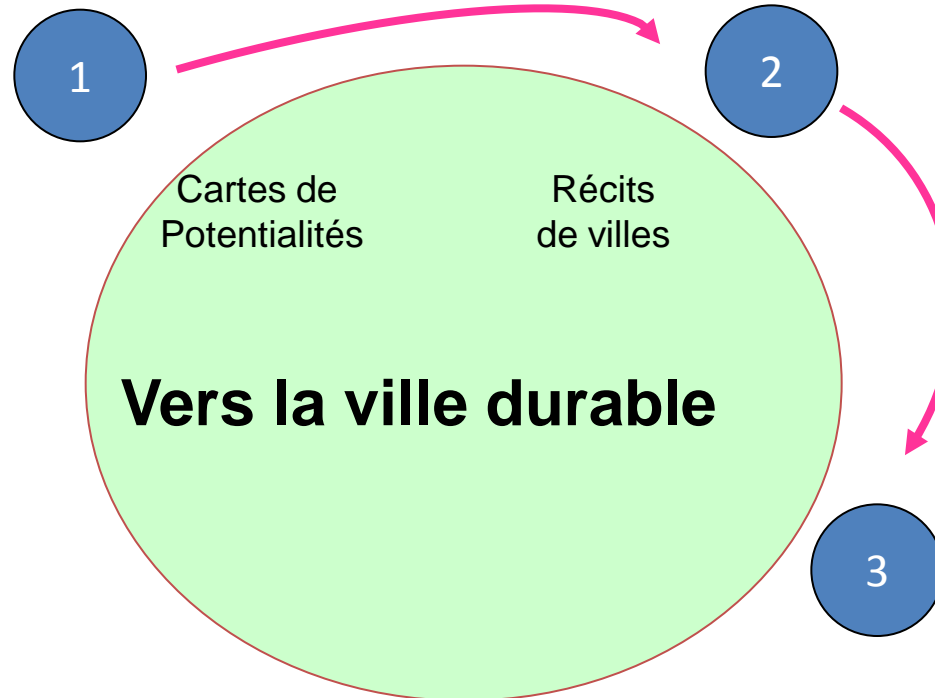 1
2
Cartes de
Potentialités
Récits
de villes
Vers la ville durable
3